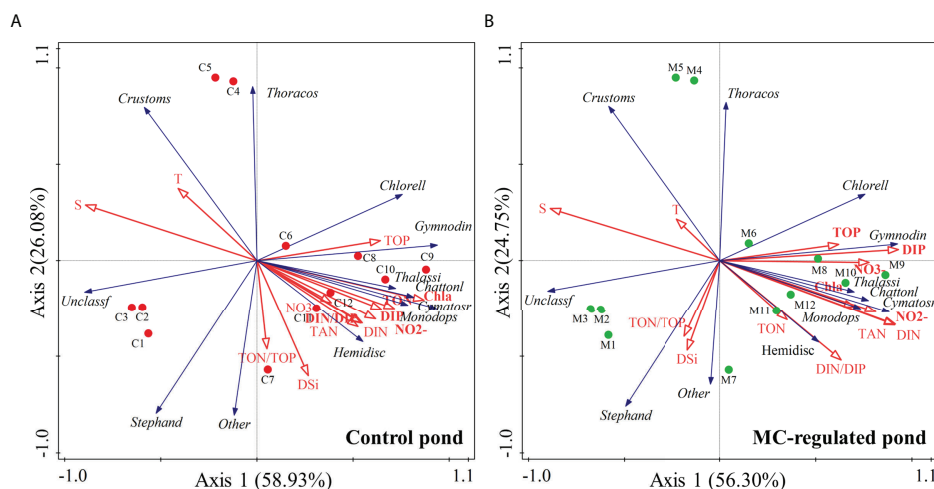 A
B
1.1
C5
C4
Crustoms
Thoracos
T
S
Chlorell
Gymnodin
C6
TOP
C8
C9
C10
Thalassi
Chattonl
Unclassf
C3
C2
C1
C12
Chla
NO3
C11
DIN/DIP
DIP
Monodops
TAN
DIN
NO2-
Hemidisc
TON/TOP
C7
DSi
Stephand
Other
Control pond
Axis 2(26.08%)
-1.0
-1.0
1.1
Axis 1 (58.93%)
1.1
M5
M4
Crustoms
Thoracos
T
S
Chlorell
Gymnodin
M6
TOP
DIP
M8
NO3-
M9
M10
Thalassi
Chla
Chattonl
M12
Cymatosr
Unclassf
M3
M2
M1
M11
Monodops
NO2-
TON/TOP
TON
TAN
DIN
DSi
Hemidisc
DIN/DIP
M7
Stephand
Other
MC-regulated pond
Axis 2(24.75%)
-1.0
-1.0
1.1
Axis 1 (56.30%)